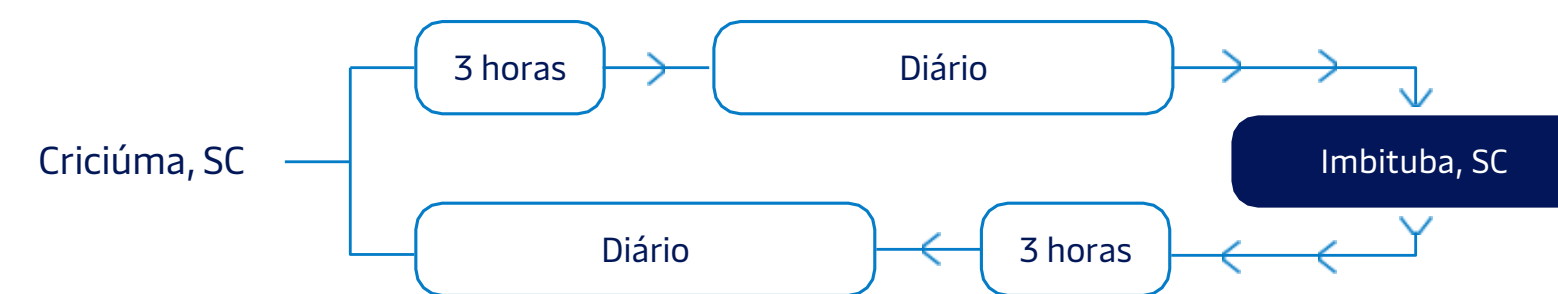 3 horas
Diário
Criciúma, SC
Imbituba, SC
Diário
3 horas